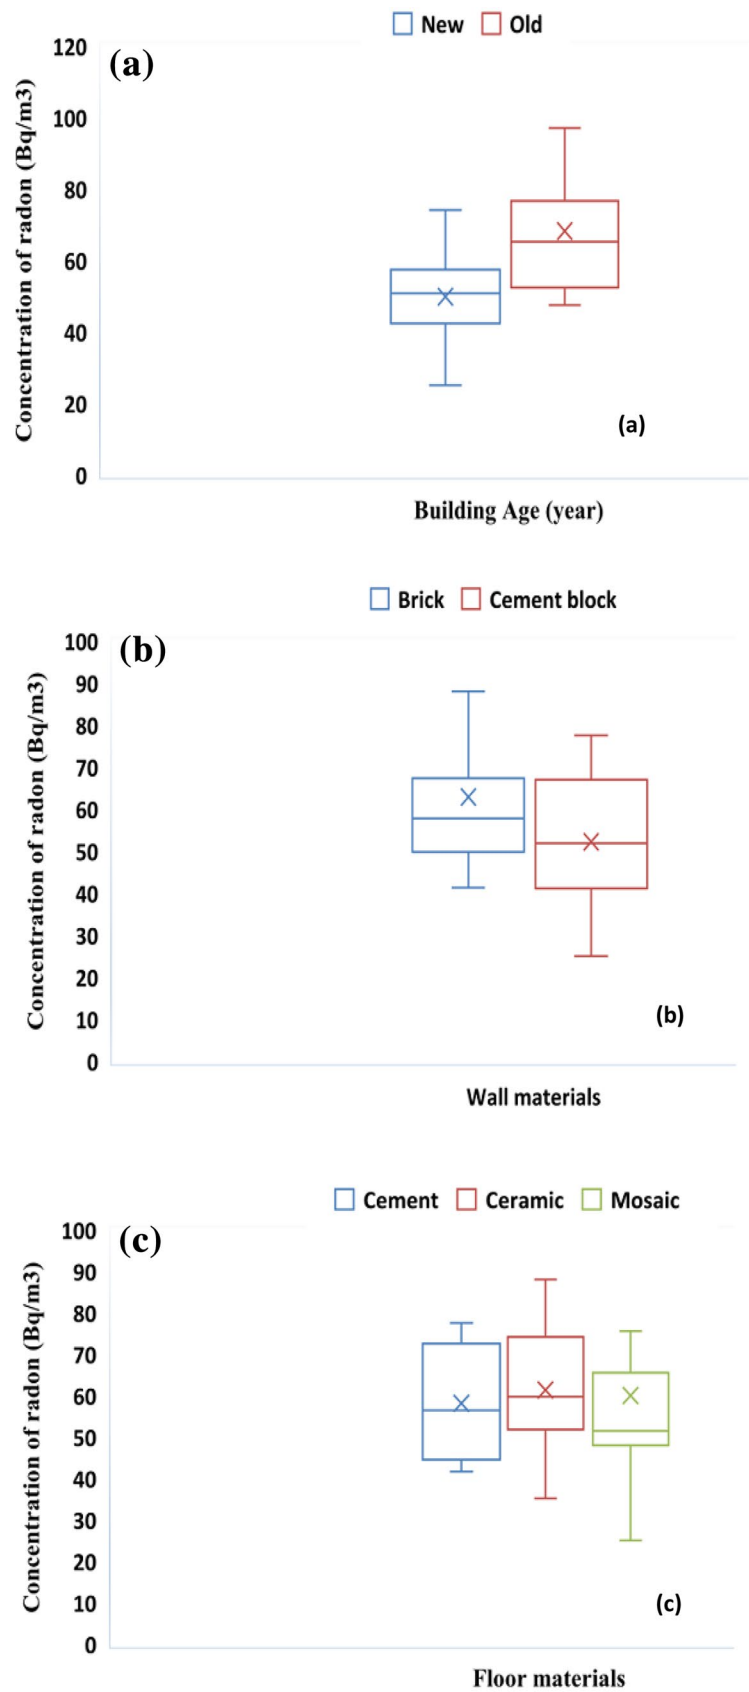 New Old
(a)
120
100
80
60
40
20
0
Concentration of radon (Bq/m3)
(a)
Building Age (year)
Brick Cement block
(b)
100
90
80
70
60
50
40
30
20
10
0
Concentration of radon (Bq/m3)
(b)
Wall materials
Cement Ceramic Mosaic
(c)
100
90
80
70
60
50
40
30
20
10
0
Concentration of radon (Bq/m3)
(c)
Floor materials